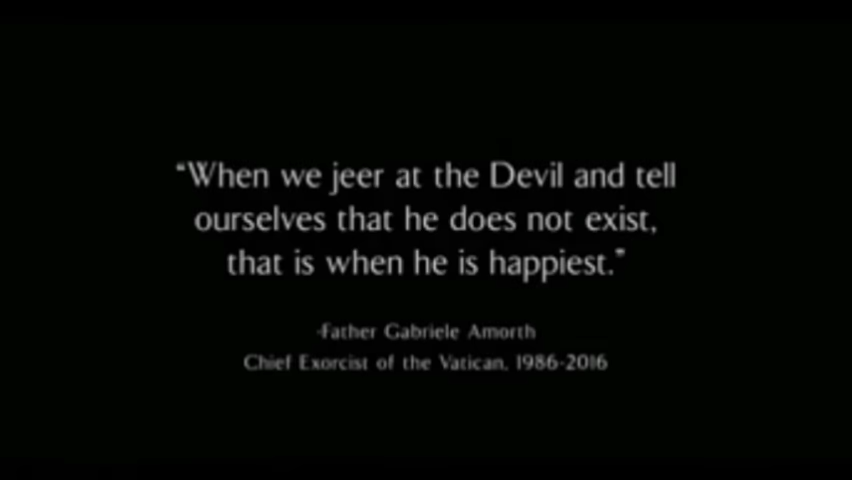 “When we jeer at the Devil and tell
ourselves that he does not exist,
that is when he is happiest.”
-Father Gabriele Amorth
Chief Exorcist of the Vatican, 1986-2016